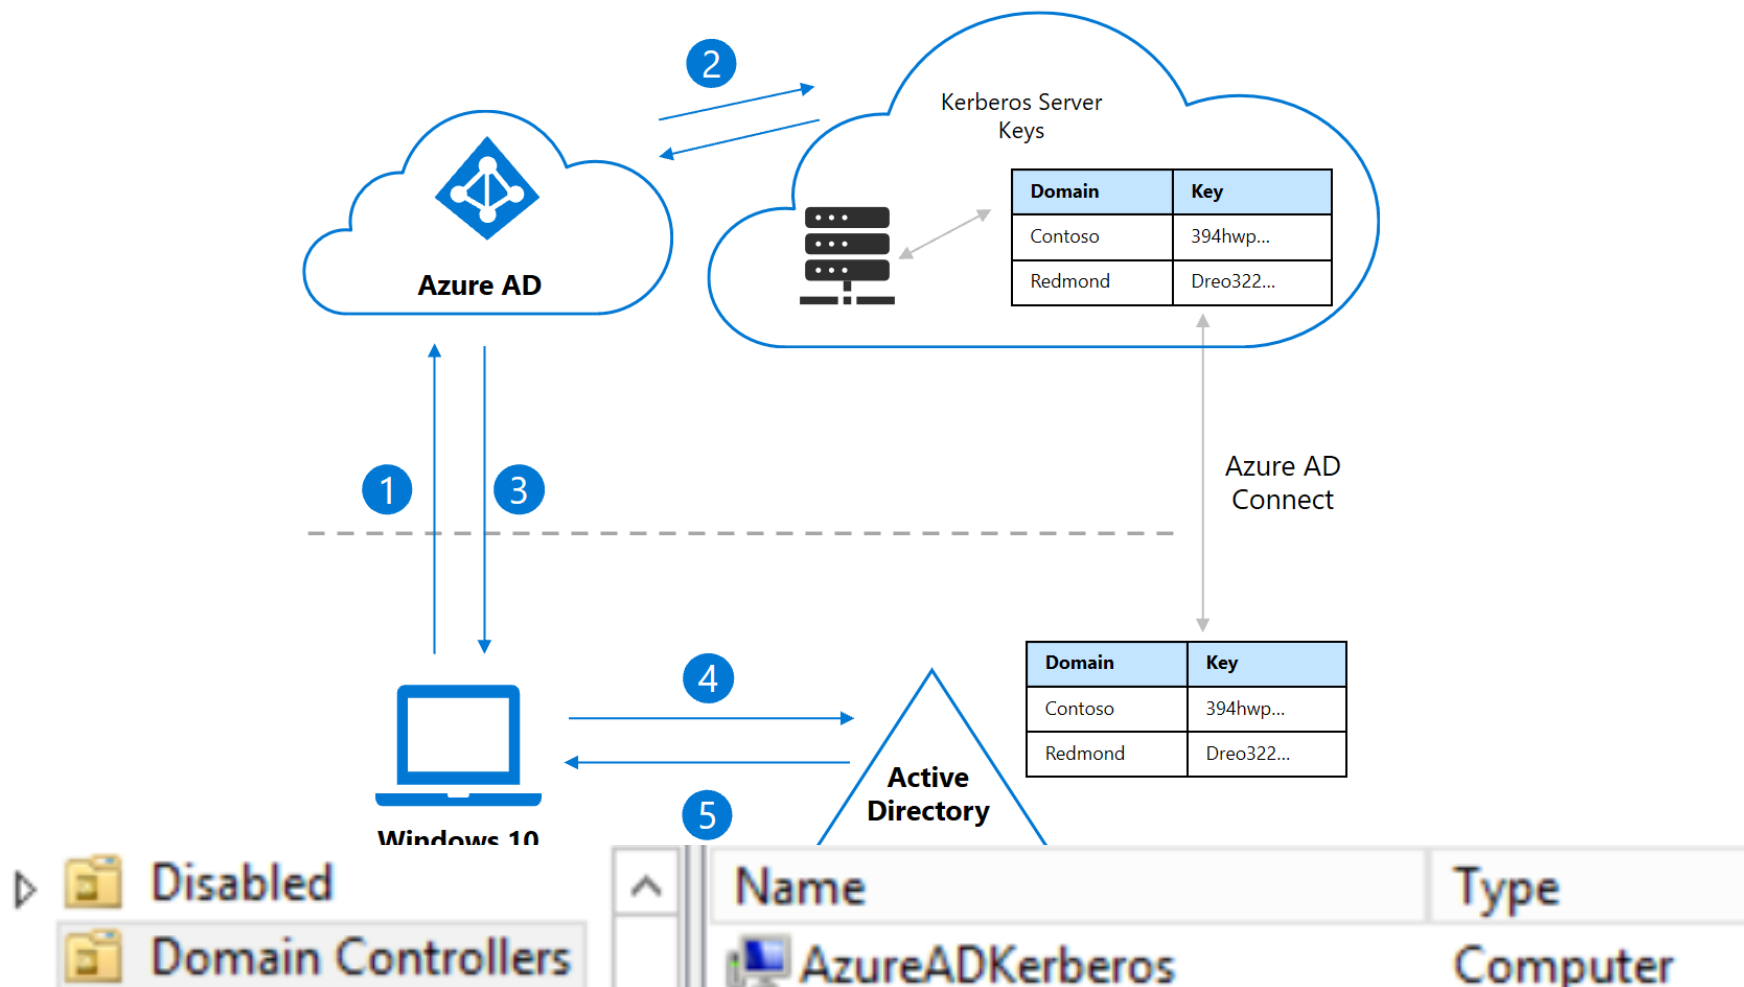 2
Kerberos Server
Keys
Domain Key
Contoso 394hwp...
Redmond Dreo322...
Azure AD
1
3
Azure AD
Connect
4
Domain Key
Contoso 394hwp...
Redmond Dreo322...
Active
Directory
5
Windows 10
Disabled
Domain Controllers
Name Type
AzureADKerberos Computer